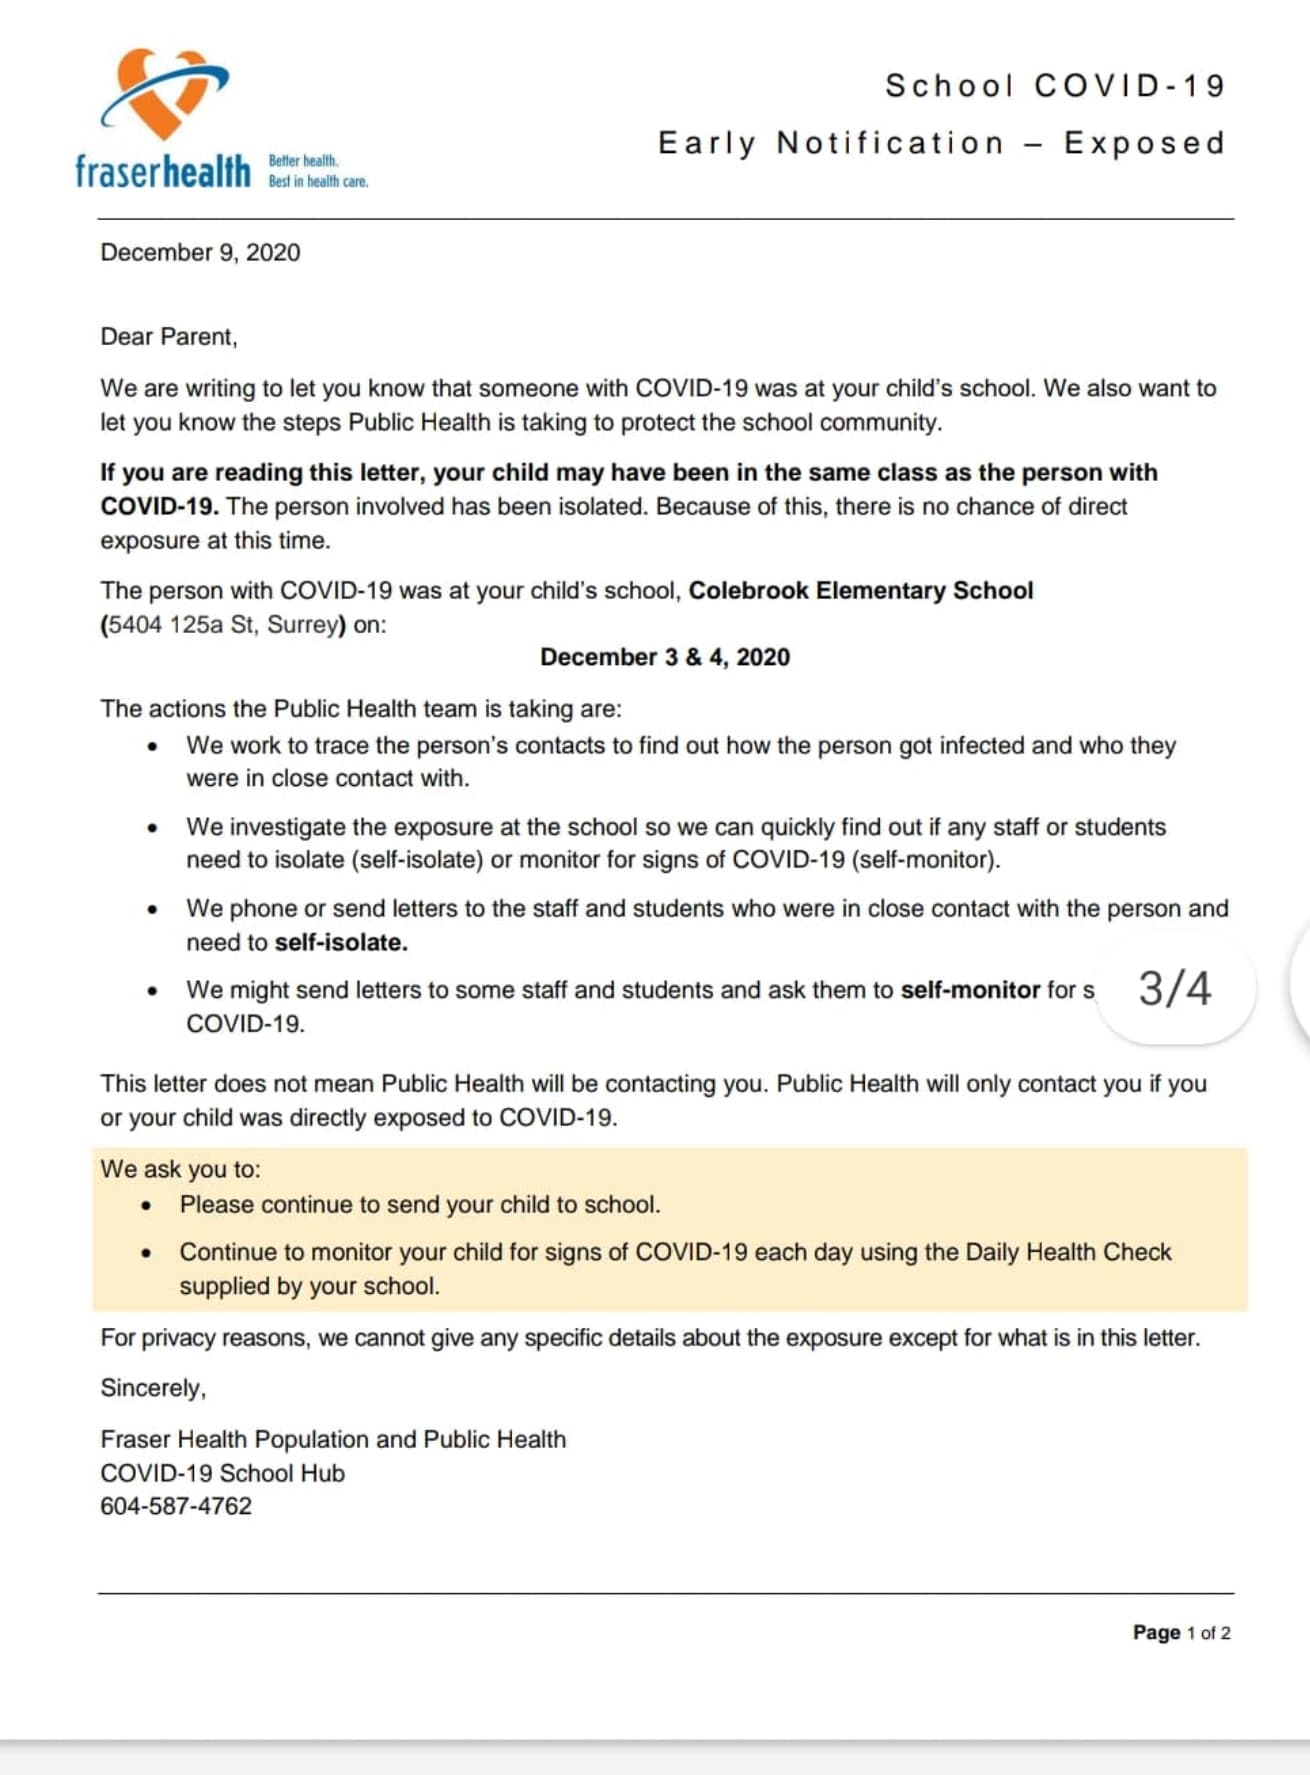 School COVID-19
Early Notification – Exposed
fraserhealth
Better health.
Best in health care.
December 9, 2020
Dear Parent,
We are writing to let you know that someone with COVID-19 was at your child's school. We also want to
let you know the steps Public Health is taking to protect the school community.
If you are reading this letter, your child may have been in the same class as the person with
COVID-19. The person involved has been isolated. Because of this, there is no chance of direct
exposure at this time.
The person with COVID-19 was at your child's school, Colebrook Elementary School
(5404 125a St, Surrey) on:
December 3 & 4, 2020
The actions the Public Health team is taking are:
• We work to trace the person's contacts to find out how the person got infected and who they
were in close contact with.
• We investigate the exposure at the school so we can quickly find out if any staff or students
need to isolate (self-isolate) or monitor for signs of COVID-19 (self-monitor).
• We phone or send letters to the staff and students who were in close contact with the person and
need to self-isolate.
• We might send letters to some staff and students and ask them to self-monitor for s
3/4
COVID-19.
This letter does not mean Public Health will be contacting you. Public Health will only contact you if you
or your child was directly exposed to COVID-19.
We ask you to:
• Please continue to send your child to school.
• Continue to monitor your child for signs of COVID-19 each day using the Daily Health Check
supplied by your school.
For privacy reasons, we cannot give any specific details about the exposure except for what is in this letter.
Sincerely,
Fraser Health Population and Public Health
COVID-19 School Hub
604-587-4762
Page 1 of 2